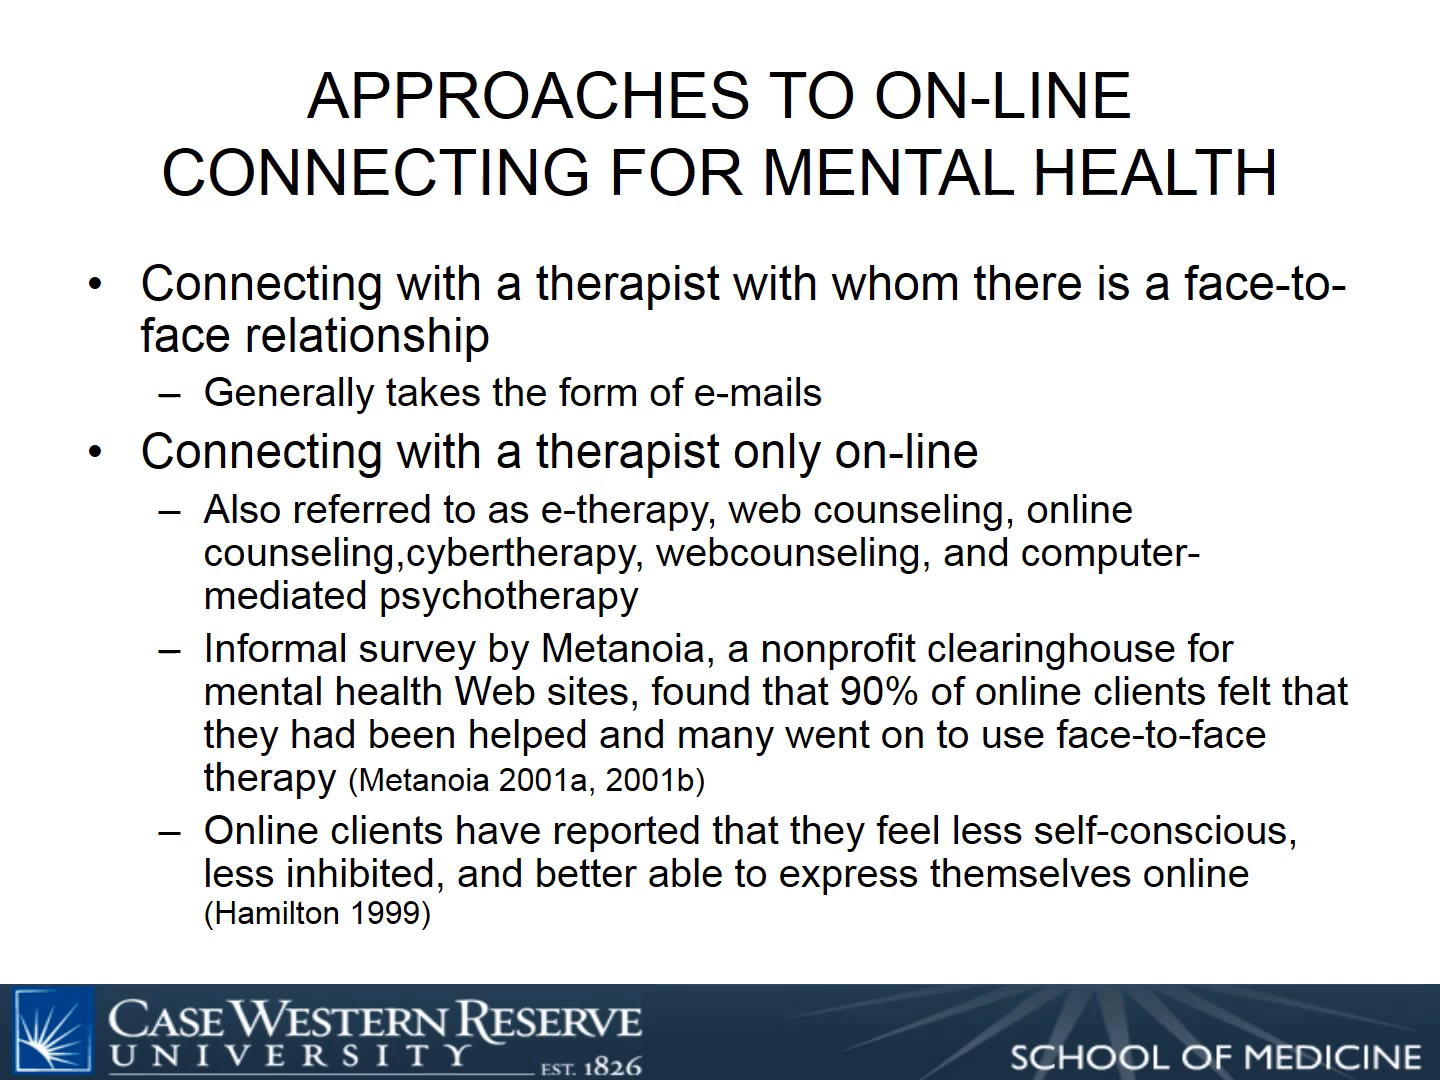 APPROACHES TO ON-LINE
CONNECTING FOR MENTAL HEALTH
• Connecting with a therapist with whom there is a face-to-
face relationship
– Generally takes the form of e-mails
• Connecting with a therapist only on-line
– Also referred to as e-therapy, web counseling, online
counseling,cybertherapy, webcounseling, and computer-
mediated psychotherapy
– Informal survey by Metanoia, a nonprofit clearinghouse for
mental health Web sites, found that 90% of online clients felt that
they had been helped and many went on to use face-to-face
therapy (Metanoia 2001a, 2001b)
– Online clients have reported that they feel less self-conscious,
less inhibited, and better able to express themselves online
(Hamilton 1999)
CASE WESTERN RESERVE
UNIVERSITY
EST. 1826
SCHOOL OF MEDICINE